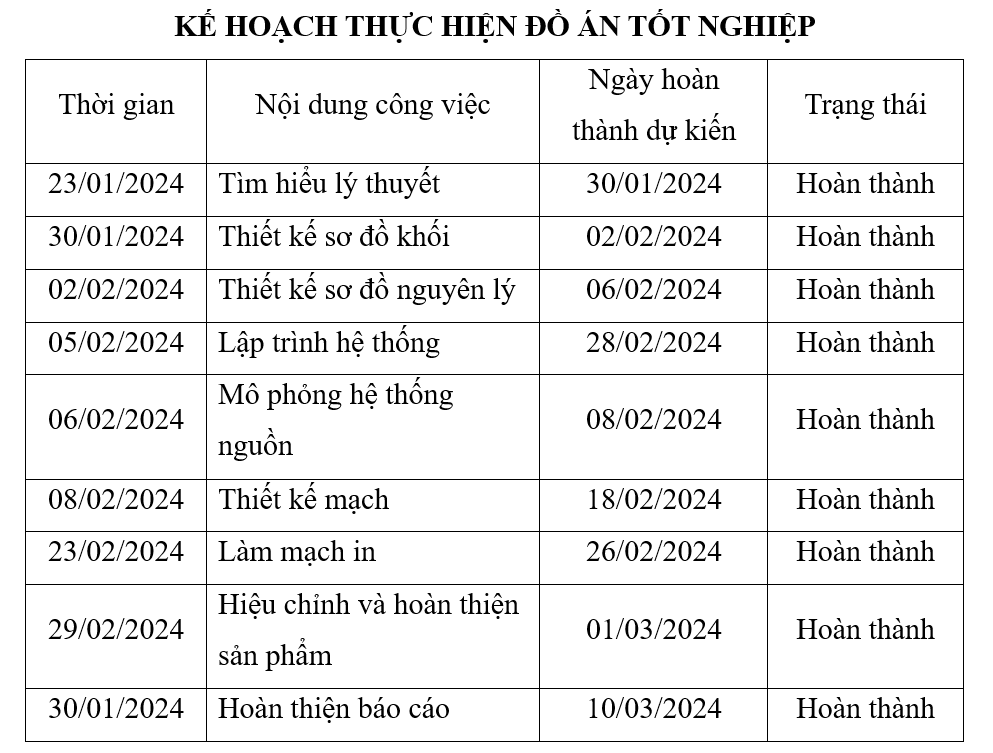 KẾ HOẠCH THỰC HIỆN ĐỒ ÁN TỐT NGHIỆP
Thời gian Nội dung công việc Ngày hoàn thành dự kiến Trạng thái
23/01/2024 Tìm hiểu lý thuyết 30/01/2024 Hoàn thành
30/01/2024 Thiết kế sơ đồ khối 02/02/2024 Hoàn thành
02/02/2024 Thiết kế sơ đồ nguyên lý 06/02/2024 Hoàn thành
05/02/2024 Lập trình hệ thống 28/02/2024 Hoàn thành
06/02/2024 Mô phỏng hệ thống nguồn 08/02/2024 Hoàn thành
08/02/2024 Thiết kế mạch 18/02/2024 Hoàn thành
23/02/2024 Làm mạch in 26/02/2024 Hoàn thành
29/02/2024 Hiệu chỉnh và hoàn thiện sản phẩm 01/03/2024 Hoàn thành
30/01/2024 Hoàn thiện báo cáo 10/03/2024 Hoàn thành